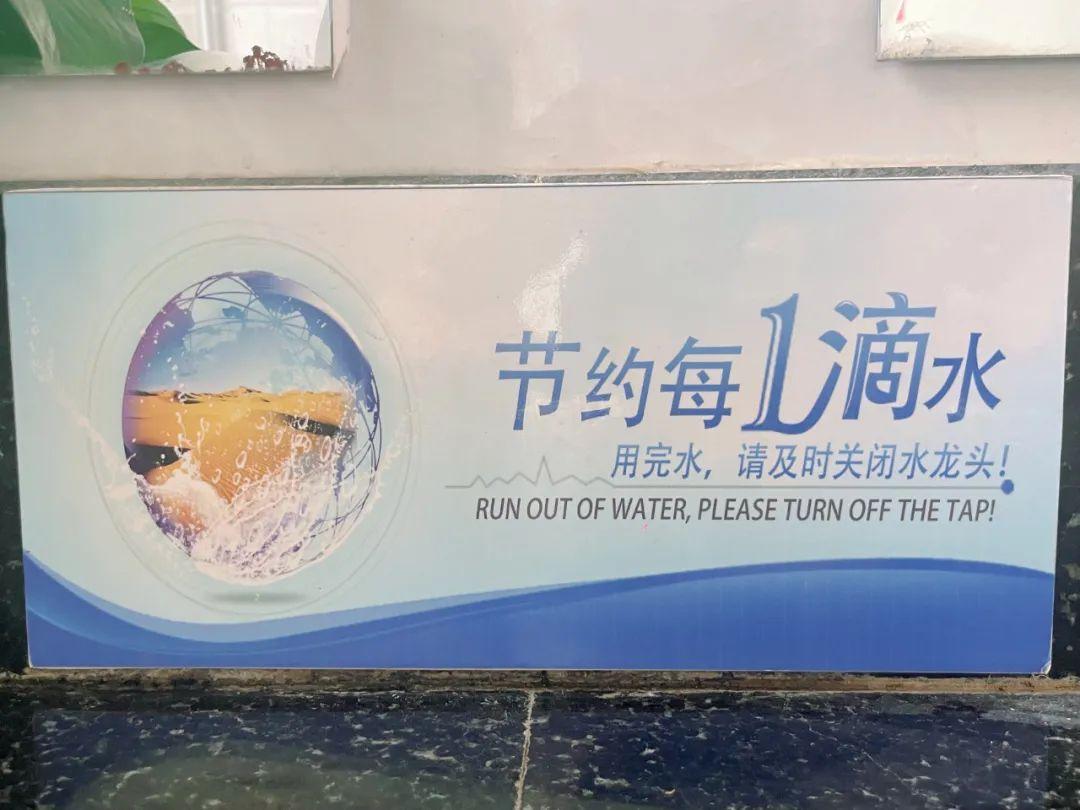 节约每1滴水
用完水，请及时关闭水龙头！
RUN OUT OF WATER, PLEASE TURN OFF THE TAP!